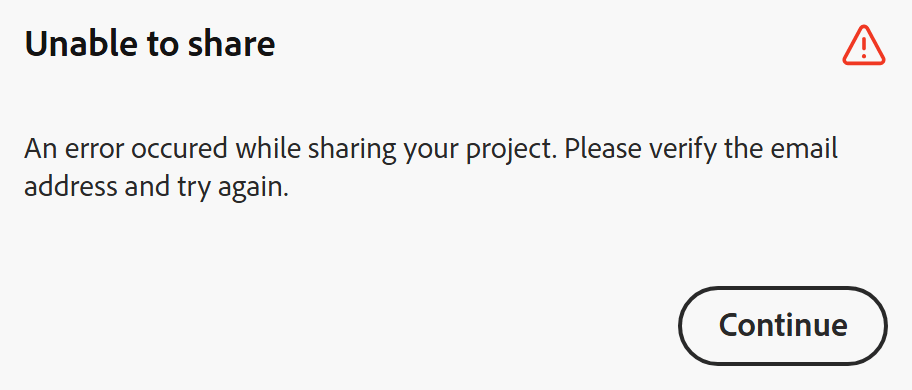 Unable to share
An error occured while sharing your project. Please verify the email
address and try again.
Continue